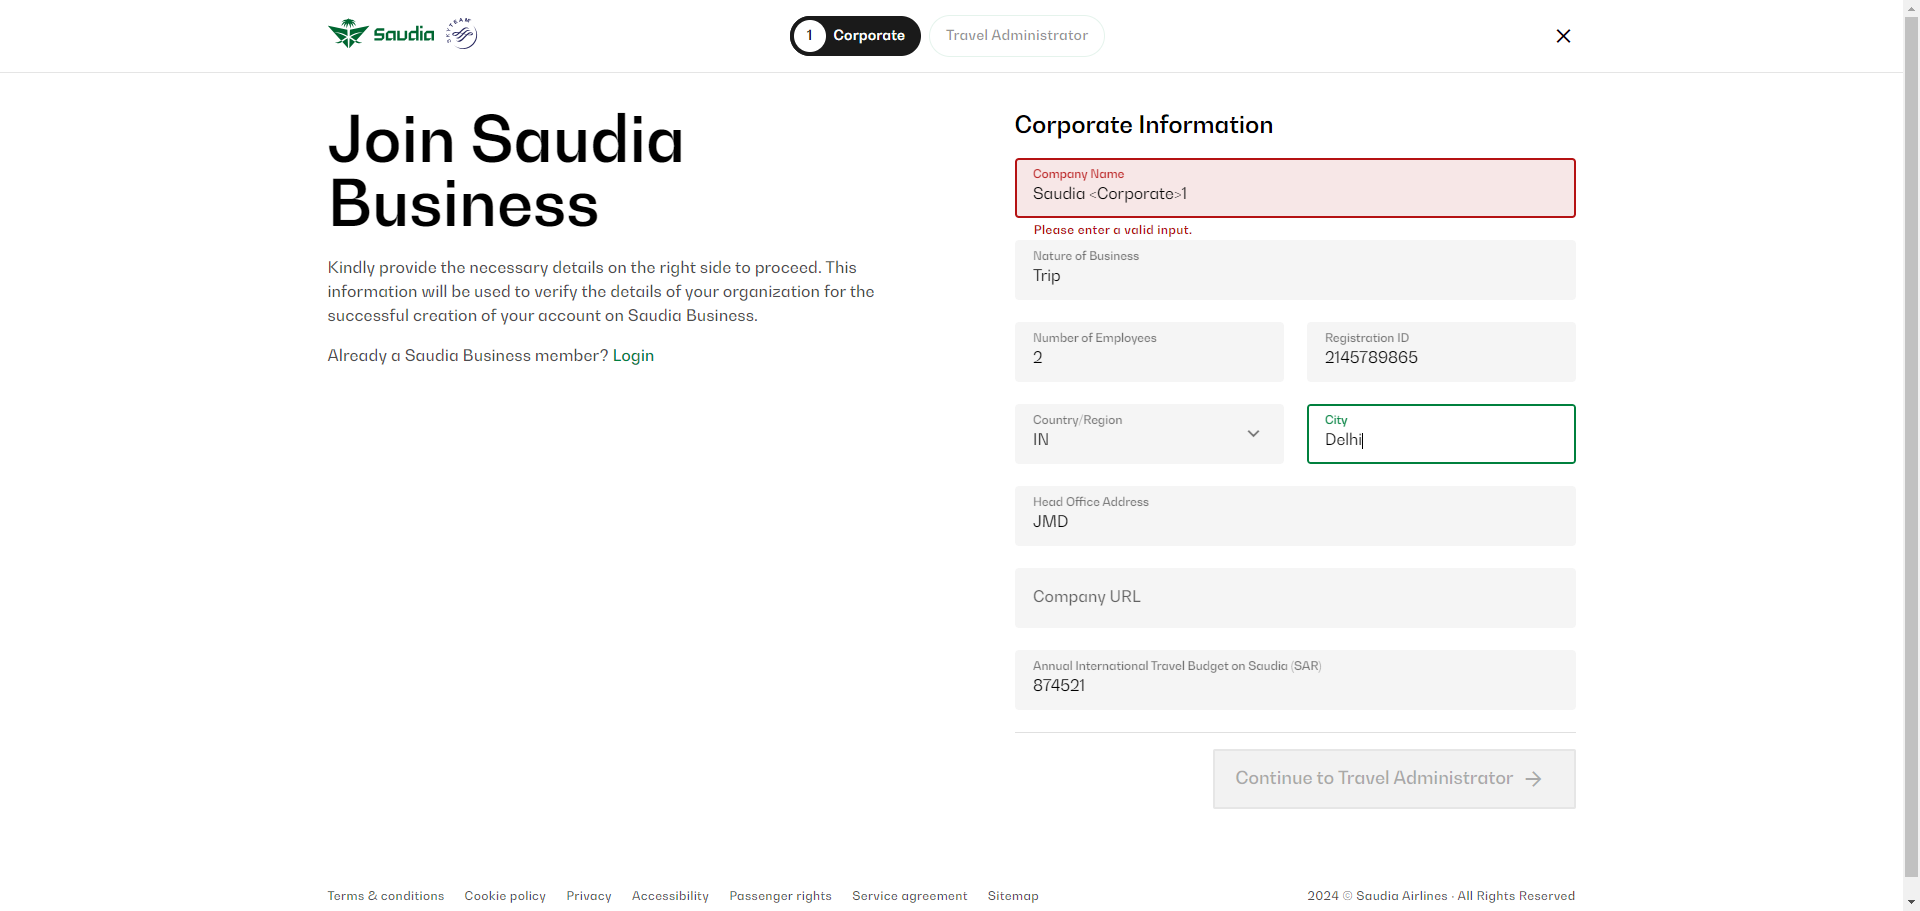 Saudia SKYTEAM
1 Corporate
Travel Administrator
Join Saudia
Business
Kindly provide the necessary details on the right side to proceed. This
information will be used to verify the details of your organization for the
successful creation of your account on Saudia Business.
Already a Saudia Business member? Login
Corporate Information
Company Name
Saudia <Corporate>1
Please enter a valid input.
Nature of Business
Trip
Number of Employees
2
Registration ID
2145789865
Country/Region
IN
City
Delhi
Head Office Address
JMD
Company URL
Annual International Travel Budget on Saudia (SAR)
874521
Continue to Travel Administrator
Terms & conditions Cookie policy Privacy Accessibility Passenger rights Service agreement Sitemap
2024 © Saudia Airlines · All Rights Reserved